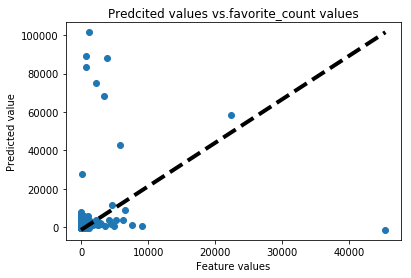 Predcited values vs.favorite_count values
Predicted value
100000
80000
60000
40000
20000
0
0 10000 20000 30000 40000
Feature values